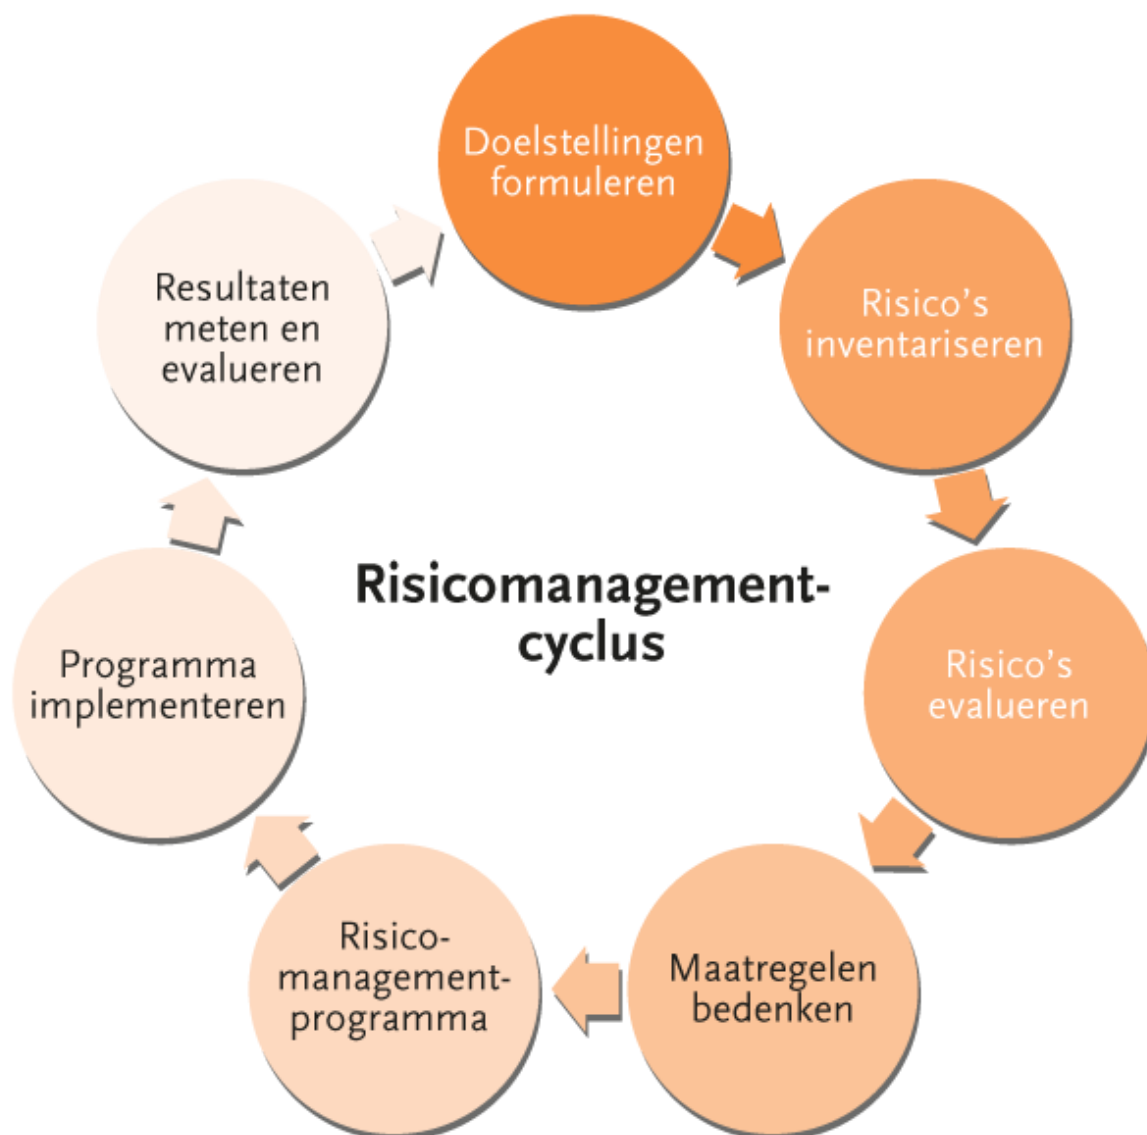 Doelstellingen
formuleren
Risico’s
inventariseren
Risico’s
evalueren
Maatregelen
bedenken
Risico-
management-
programma
Programma
implementeren
Resultaten
meten en
evalueren
Risicomanagement-
cyclus